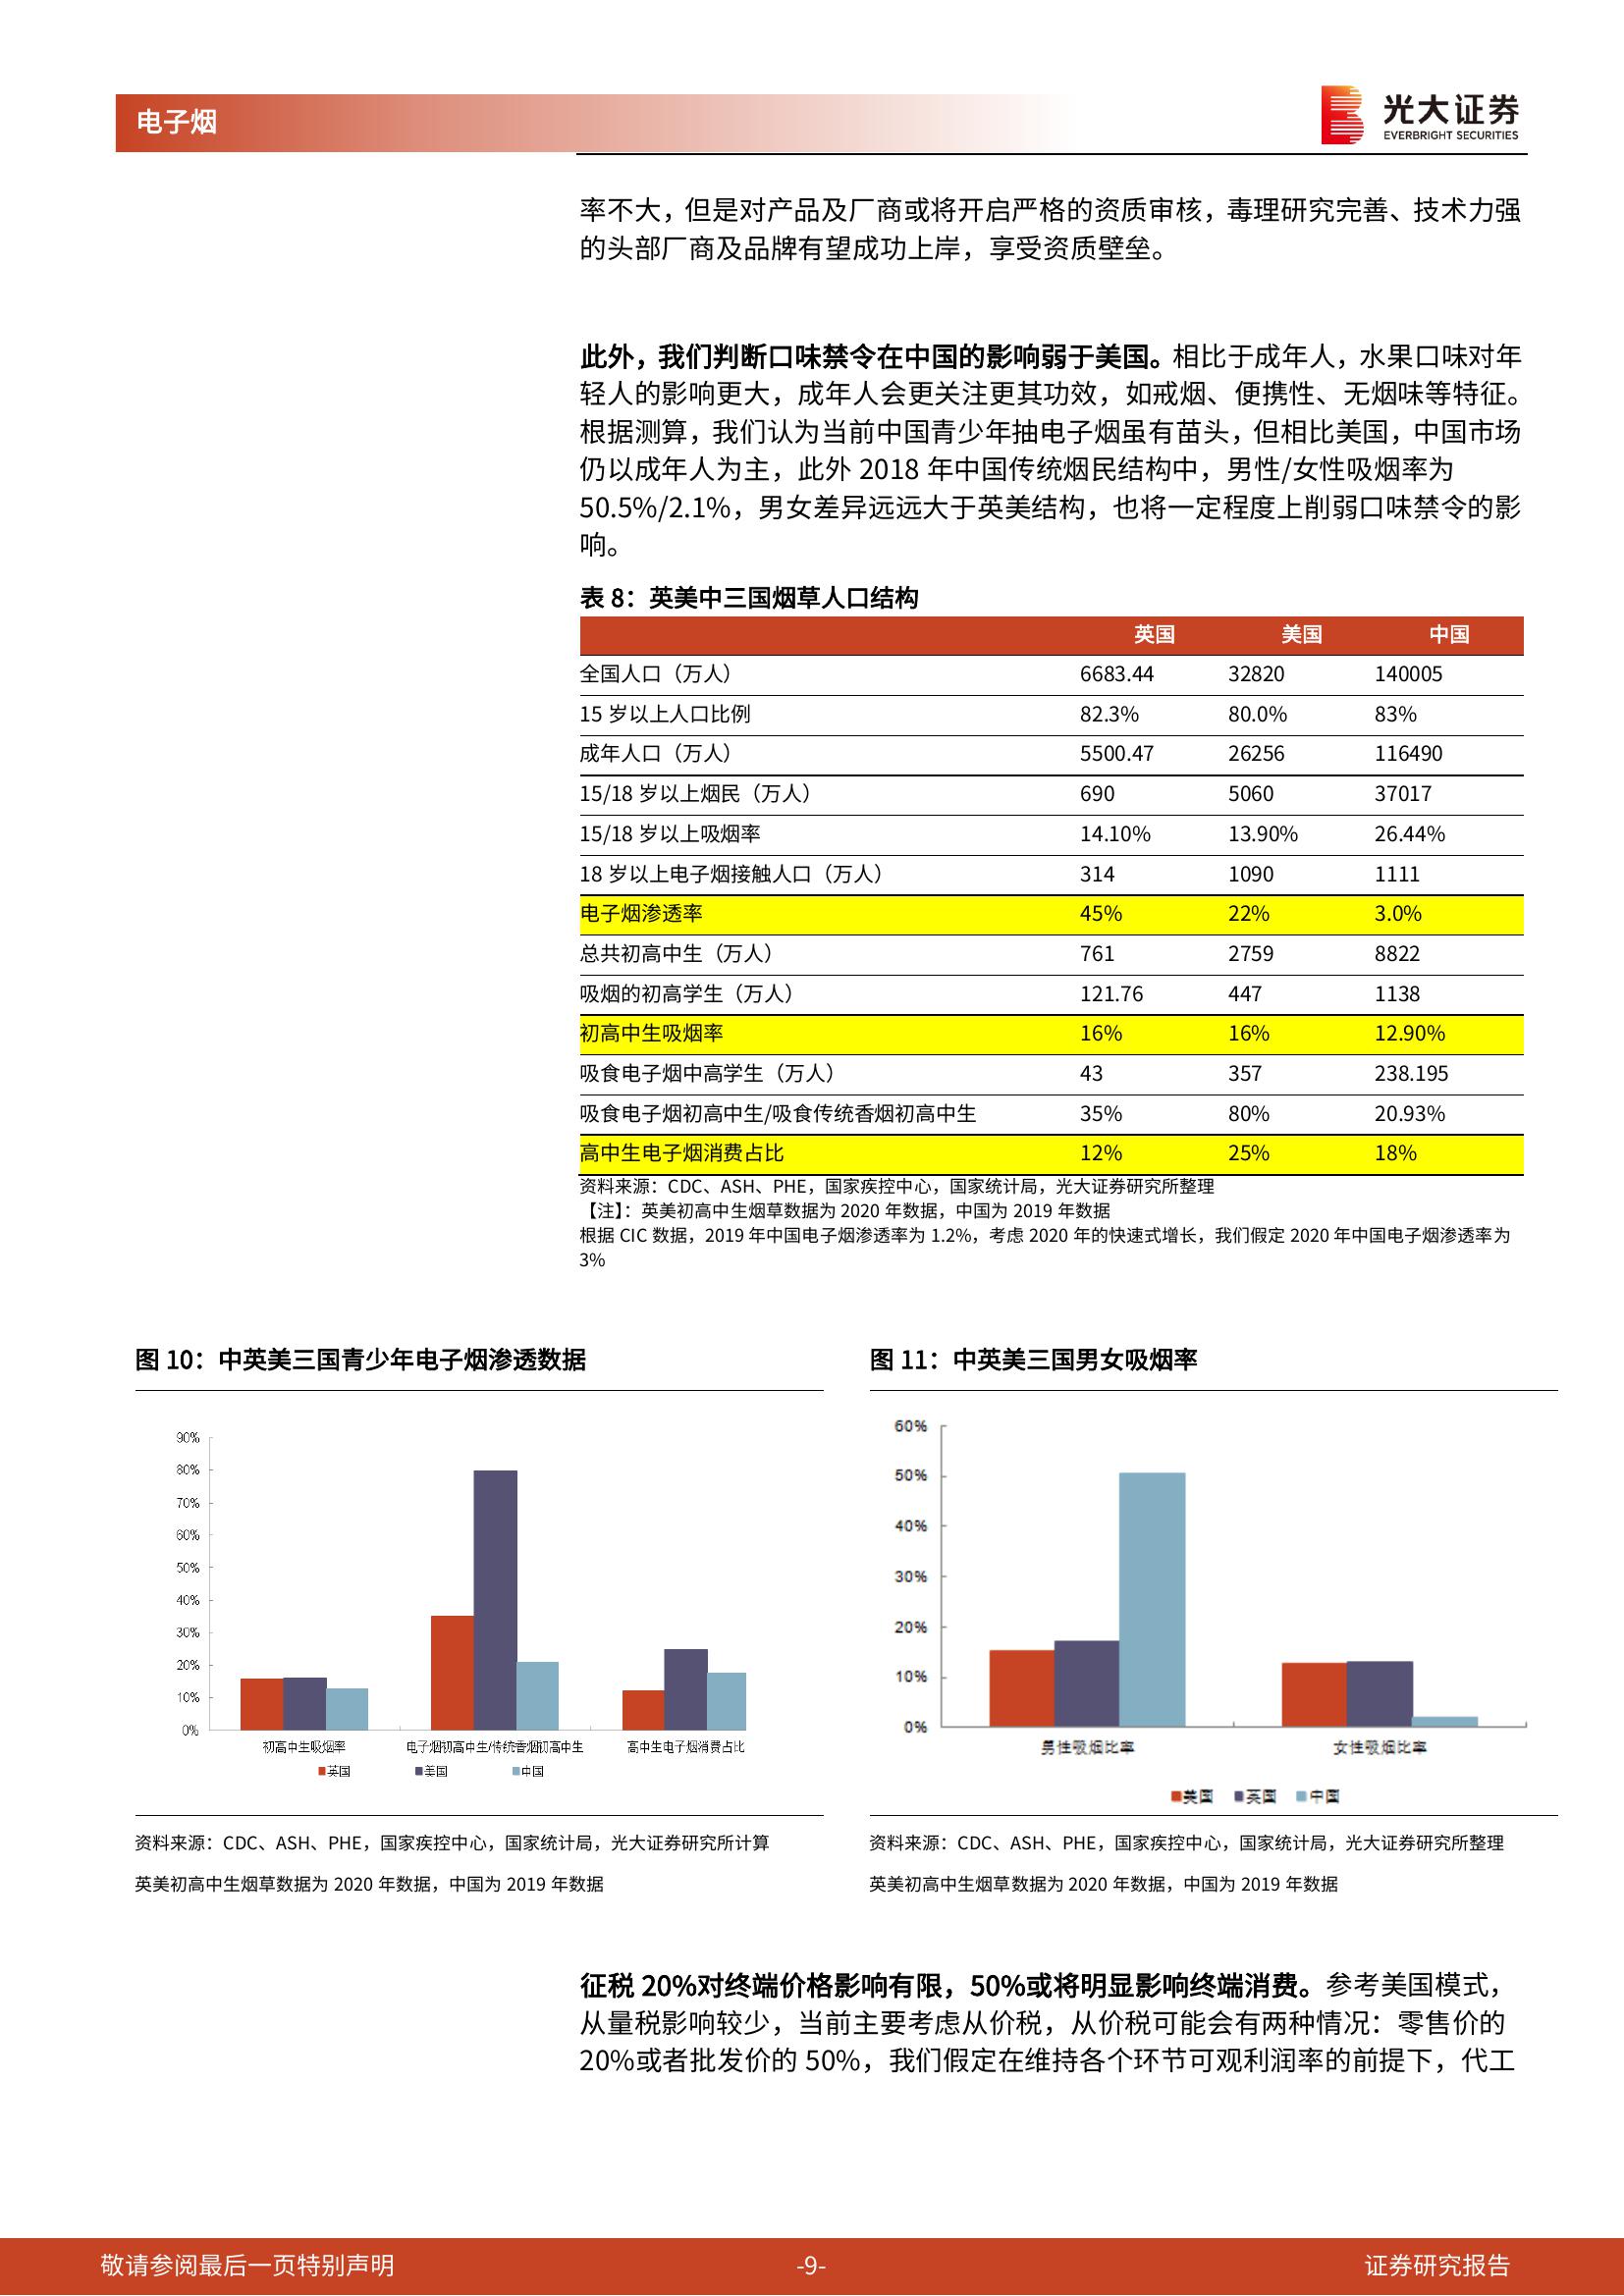 电子烟
光大证券
EVERBRIGHT SECURITIES
率不大，但是对产品及厂商或将开启严格的资质审核，毒理研究完善、技术力强
的头部厂商及品牌有望成功上岸，享受资质壁垒。
此外，我们判断口味禁令在中国的影响弱于美国。相比于成年人，水果口味对年
轻人的影响更大，成年人会更关注更其功效，如戒烟、便携性、无烟味等特征。
根据测算，我们认为当前中国青少年抽电子烟虽有苗头，但相比美国，中国市场
仍以成年人为主，此外 2018 年中国传统烟民结构中，男性/女性吸烟率为
50.5%/2.1%，男女差异远远大于英美结构，也将一定程度上削弱口味禁令的影
响。
表 8：英美中三国烟草人口结构
英国 美国 中国
全国人口（万人） 6683.44 32820 140005
15 岁以上人口比例 82.3% 80.0% 83%
成年人口（万人） 5500.47 26256 116490
15/18 岁以上烟民（万人） 690 5060 37017
15/18 岁以上吸烟率 14.10% 13.90% 26.44%
18 岁以上电子烟接触人口（万人） 314 1090 1111
电子烟渗透率 45% 22% 3.0%
总共初高中生（万人） 761 2759 8822
吸烟的初高学生（万人） 121.76 447 1138
初高中生吸烟率 16% 16% 12.90%
吸食电子烟中高学生（万人） 43 357 238.195
吸食电子烟初高中生/吸食传统香烟初高中生 35% 80% 20.93%
高中生电子烟消费占比 12% 25% 18%
资料来源：CDC、ASH、PHE，国家疾控中心，国家统计局，光大证券研究所整理
【注】：英美初高中生烟草数据为 2020 年数据，中国为 2019 年数据
根据 CIC 数据，2019 年中国电子烟渗透率为 1.2%，考虑 2020 年的快速式增长，我们假定 2020 年中国电子烟渗透率为
3%
图 10：中英美三国青少年电子烟渗透数据
90%
80%
70%
60%
50%
40%
30%
20%
10%
0%
初高中生吸烟率 电子烟初高中生/传统香烟初高中生 高中生电子烟消费占比
英国 美国 中国
资料来源：CDC、ASH、PHE，国家疾控中心，国家统计局，光大证券研究所计算
英美初高中生烟草数据为 2020 年数据，中国为 2019 年数据
图 11：中英美三国男女吸烟率
60%
50%
40%
30%
20%
10%
0%
男性吸烟比率 女性吸烟比率
美国 英国 中国
资料来源：CDC、ASH、PHE，国家疾控中心，国家统计局，光大证券研究所整理
英美初高中生烟草数据为 2020 年数据，中国为 2019 年数据
征税 20%对终端价格影响有限，50%或将明显影响终端消费。参考美国模式，
从量税影响较少，当前主要考虑从价税，从价税可能会有两种情况：零售价的
20%或者批发价的 50%，我们假定在维持各个环节可观利润率的前提下，代工
敬请参阅最后一页特别声明 -9- 证券研究报告